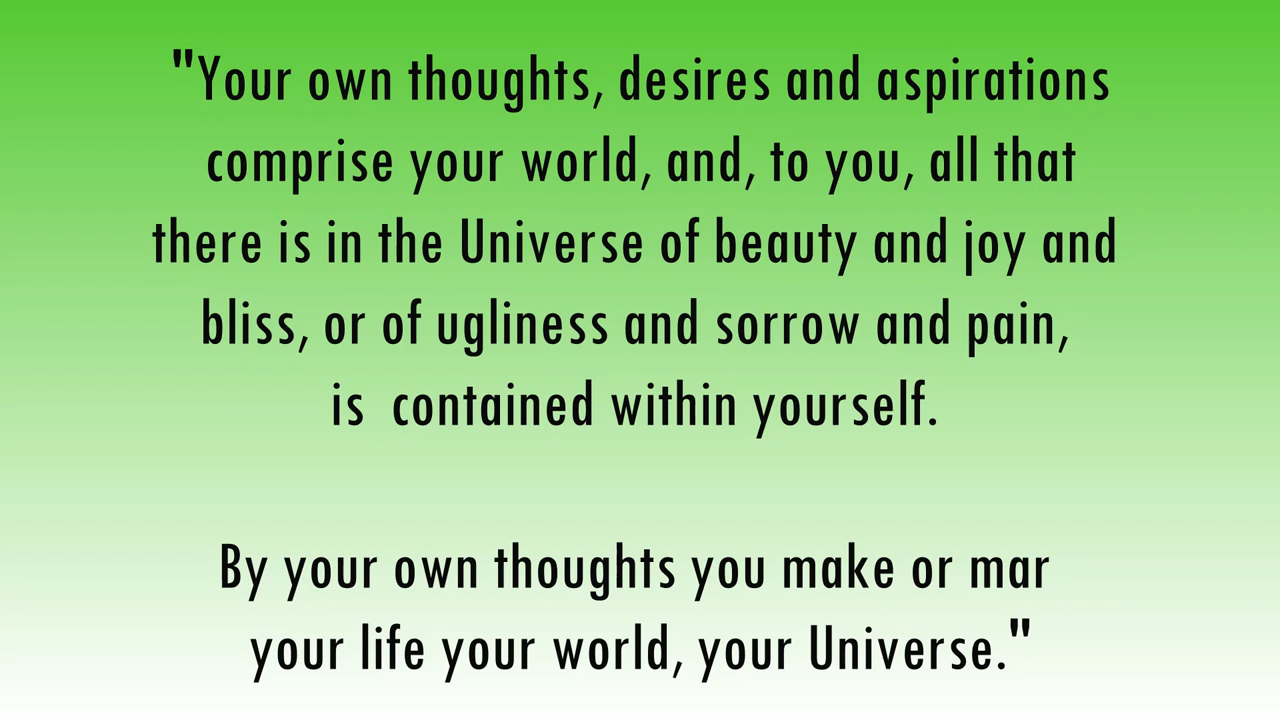 "Your own thoughts, desires and aspirations
comprise your world, and, to you, all that
there is in the Universe of beauty and joy and
bliss, or of ugliness and sorrow and pain,
is  contained within yourself.
By your own thoughts you make or mar
your life your world, your Universe."